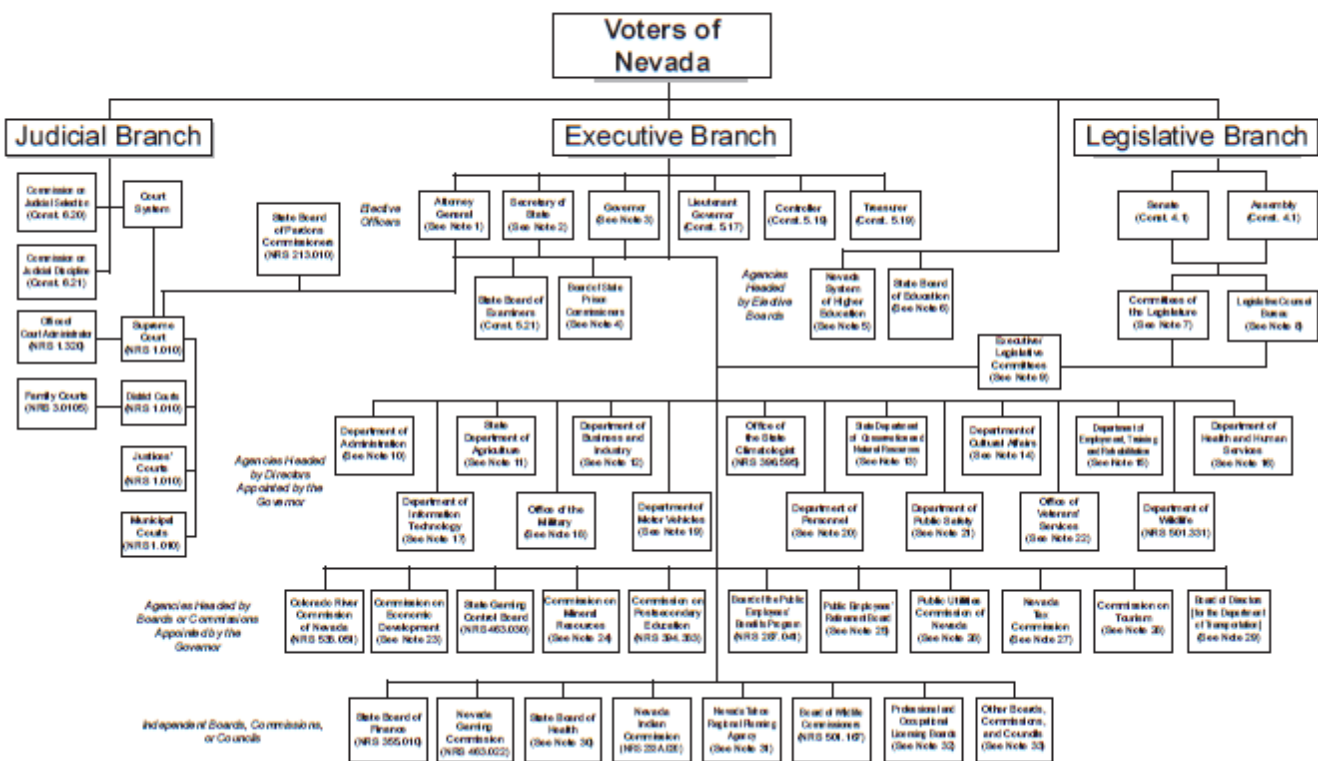 Voters of
Nevada
Judicial Branch
Executive Branch
Legislative Branch
Commission on
Judicial Selection
(Const. 6.20)
Court
System
Commission on
Judicial Discipline
(Const. 6.21)
Office of
Court Administrator
(NRS 1.320)
Supreme
Court
(NRS 1.010)
Family Courts
(NRS 3.0105)
District Courts
(NRS 1.010)
Justices'
Courts
(NRS 1.010)
Municipal
Courts
(NRS 1.010)
State Board
of Pardons
Commissioners
(NRS 213.010)
Elective
Officers
Attorney
General
(See Note 1)
Secretary of
State
(See Note 2)
Governor
(See Note 3)
Lieutenant
Governor
(Const. 5.17)
Controller
(Const. 5.19)
Treasurer
(Const. 5.19)
State Board of
Examiners
(Const. 5.21)
Board of State
Prison
Commissioners
(See Note 4)
Agencies
Headed
by Elective
Boards
Nevada
System
of Higher
Education
(See Note 5)
State Board
of Education
(See Note 6)
Senate
(Const. 4.1)
Assembly
(Const. 4.1)
Committees of
the Legislature
(See Note 7)
Legislative Counsel
Bureau
(See Note 8)
Executive/
Legislative
Committees
(See Note 9)
Agencies Headed
by Directors
Appointed by the
Governor
Department of
Administration
(See Note 10)
State
Department of
Agriculture
(See Note 11)
Department of
Business and
Industry
(See Note 12)
Office of
the State
Climatologist
(NRS 396.595)
State Department
of Conservation and
Natural Resources
(See Note 13)
Department of
Cultural Affairs
(See Note 14)
Department of
Employment, Training
and Rehabilitation
(See Note 15)
Department of
Health and Human
Services
(See Note 16)
Department of
Information
Technology
(See Note 17)
Office of the
Military
(See Note 18)
Department of
Motor Vehicles
(See Note 19)
Department of
Personnel
(See Note 20)
Department of
Public Safety
(See Note 21)
Office of
Veterans'
Services
(See Note 22)
Department of
Wildlife
(NRS 501.331)
Agencies Headed by
Boards or Commissions
Appointed by the
Governor
Colorado River
Commission
of Nevada
(NRS 538.051)
Commission on
Economic
Development
(See Note 23)
State Gaming
Control Board
(NRS 463.030)
Commission on
Mineral
Resources
(See Note 24)
Commission on
Postsecondary
Education
(NRS 394.383)
Board of the Public
Employees'
Benefits Program
(NRS 287.041)
Public Employees'
Retirement Board
(See Note 25)
Public Utilities
Commission of
Nevada
(See Note 26)
Nevada
Tax
Commission
(See Note 27)
Commission on
Tourism
(See Note 28)
Board of Directors
(for the Department
of Transportation)
(See Note 29)
Independent Boards, Commissions,
or Councils
State Board of
Finance
(NRS 355.010)
Nevada
Gaming
Commission
(NRS 463.022)
State Board of
Health
(See Note 30)
Nevada
Indian
Commission
(NRS 233A.020)
Nevada Tahoe
Regional Planning
Agency
(See Note 31)
Board of Wildlife
Commissioners
(NRS 501.167)
Professional and
Occupational
Licensing Boards
(See Note 32)
Other Boards,
Commissions,
and Councils
(See Note 33)